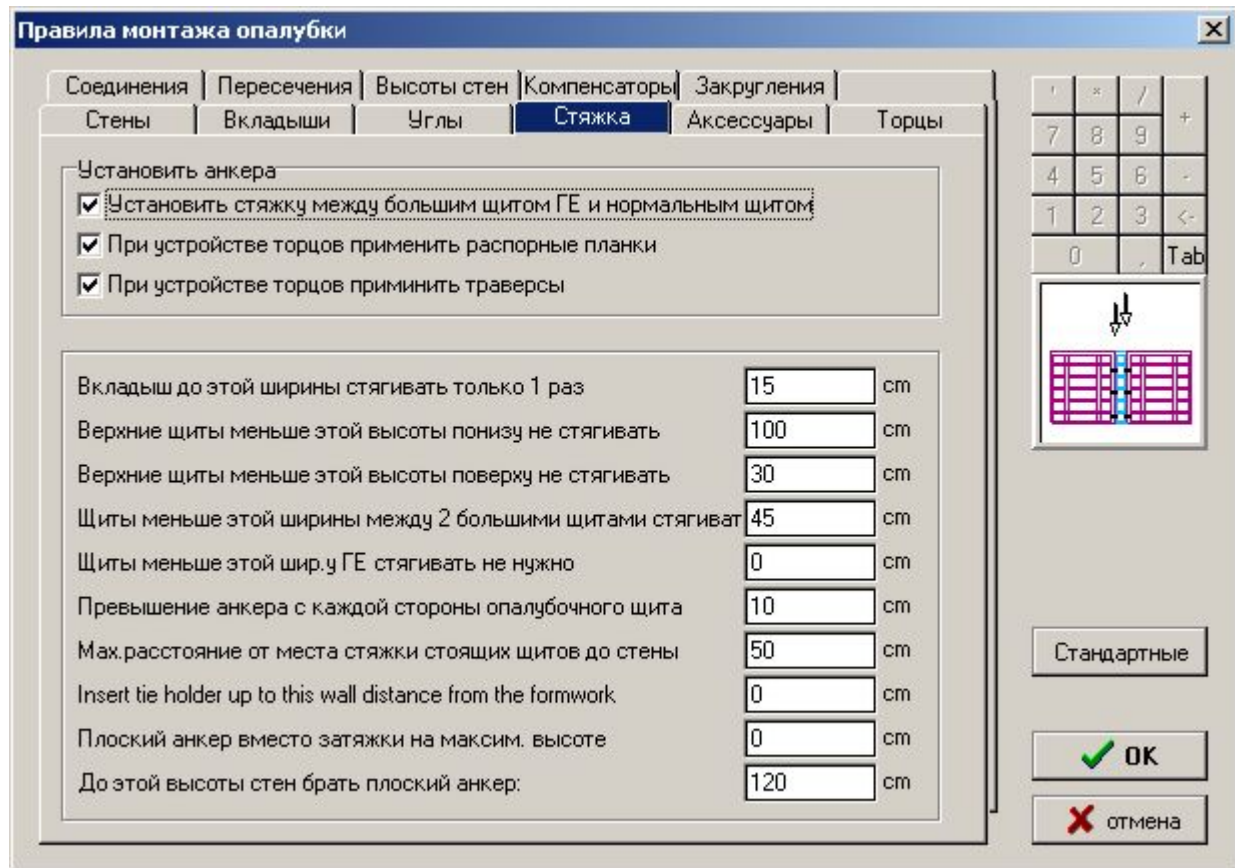 Правила монтажа опалубки
Соединения Пересечения Высоты стен Компенсаторы Закругления
Стены Вкладыши Углы Стяжка Аксессуары Торцы
Установить анкера
Установить стяжку между большим щитом ГЕ и нормальным щитом
При устройстве торцов применить распорные планки
При устройстве торцов приминить траверсы
Вкладыш до этой ширины стягивать только 1 раз 15 cm
Верхние щиты меньше этой высоты понизу не стягивать 100 cm
Верхние щиты меньше этой высоты поверху не стягивать 30 cm
Щиты меньше этой ширины между 2 большими щитами стягиват 45 cm
Щиты меньше этой шир.у ГЕ стягивать не нужно 0 cm
Превышение анкера с каждой стороны опалубочного щита 10 cm
Мах.расстояние от места стяжки стоящих щитов до стены 50 cm
Insert tie holder up to this wall distance from the formwork 0 cm
Плоский анкер вместо затяжки на максим. высоте 0 cm
До этой высоты стен брать плоский анкер: 120 cm
' * / +
7 8 9
4 5 6 -
1 2 3 <-
0 , Tab
Стандартные
OK
отмена